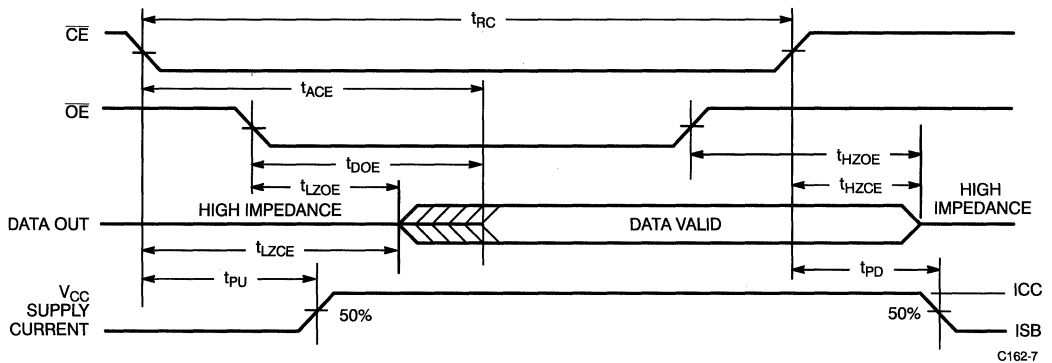 tRC
CE
tACE
OE
tDOE
tHZOE
tLZOE
tHZCE
HIGH IMPEDANCE
HIGH
IMPEDANCE
DATA OUT
DATA VALID
tLZCE
tPU
tPD
VCC
SUPPLY
CURRENT
50%
50%
ICC
ISB
C162-7